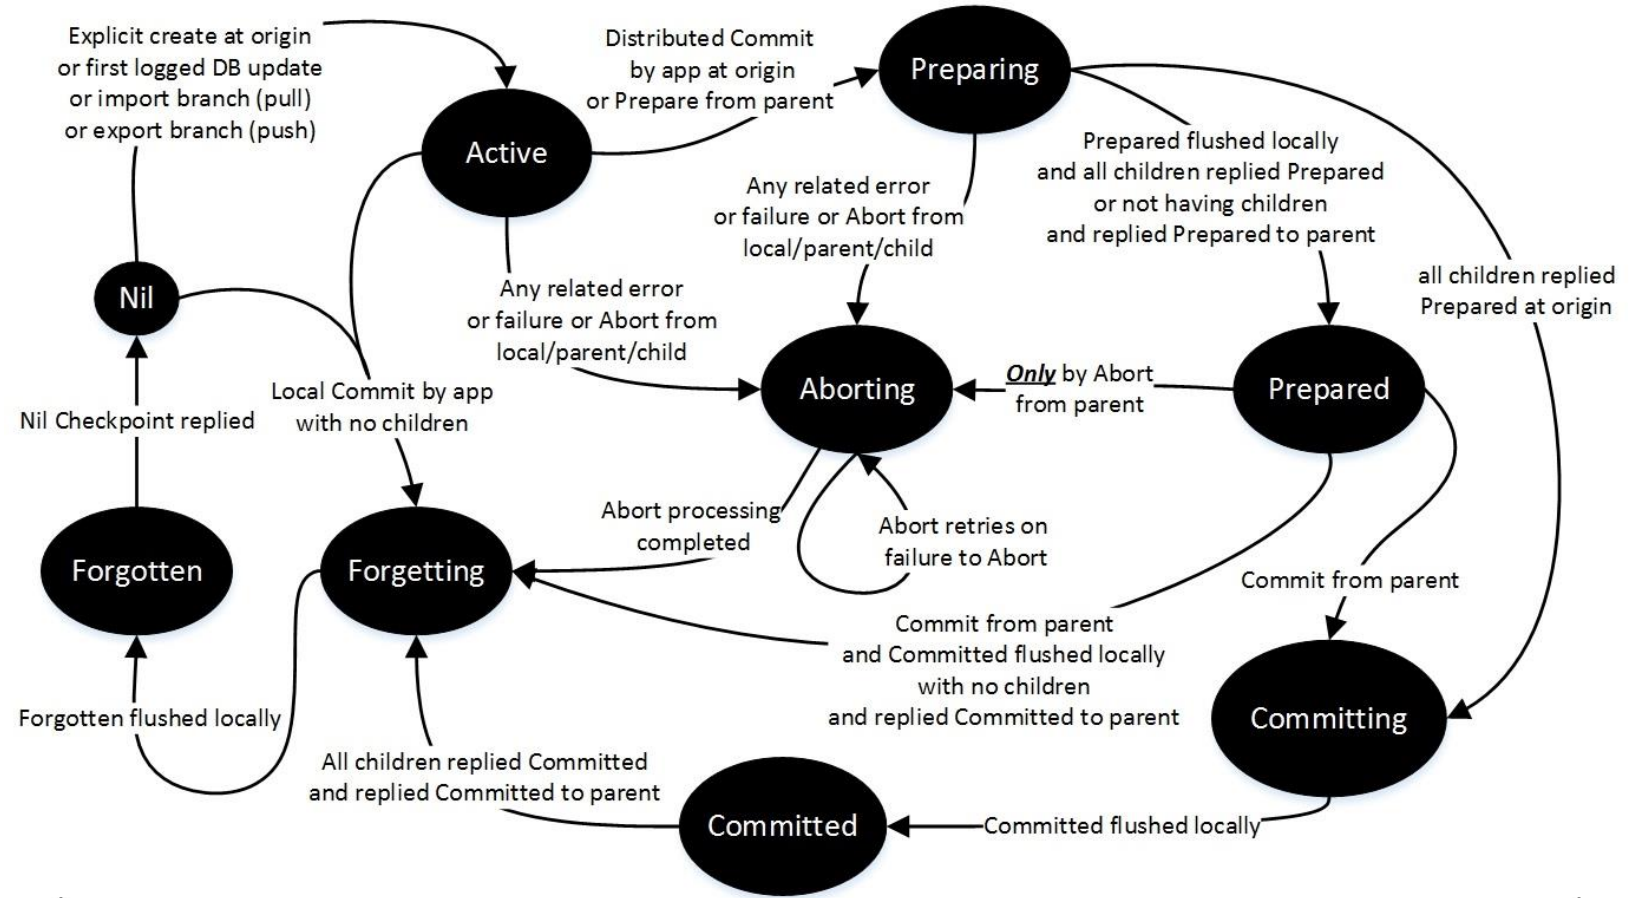 Explicit create at origin
or first logged DB update
or import branch (pull)
or export branch (push)
Distributed Commit
by app at origin
or Prepare from parent
Preparing
Active
Prepared flushed locally
and all children replied Prepared
or not having children
and replied Prepared to parent
Any related error
or failure or Abort from
local/parent/child
all children replied
Prepared at origin
Nil
Any related error
or failure or Abort from
local/parent/child
Aborting
Only by Abort
from parent
Prepared
Local Commit by app
with no children
Nil Checkpoint replied
Abort processing
completed
Abort retries on
failure to Abort
Forgotten
Forgetting
Commit from parent
Commit from parent
and Committed flushed locally
with no children
and replied Committed to parent
Committing
Forgotten flushed locally
All children replied Committed
and replied Committed to parent
Committed
Committed flushed locally